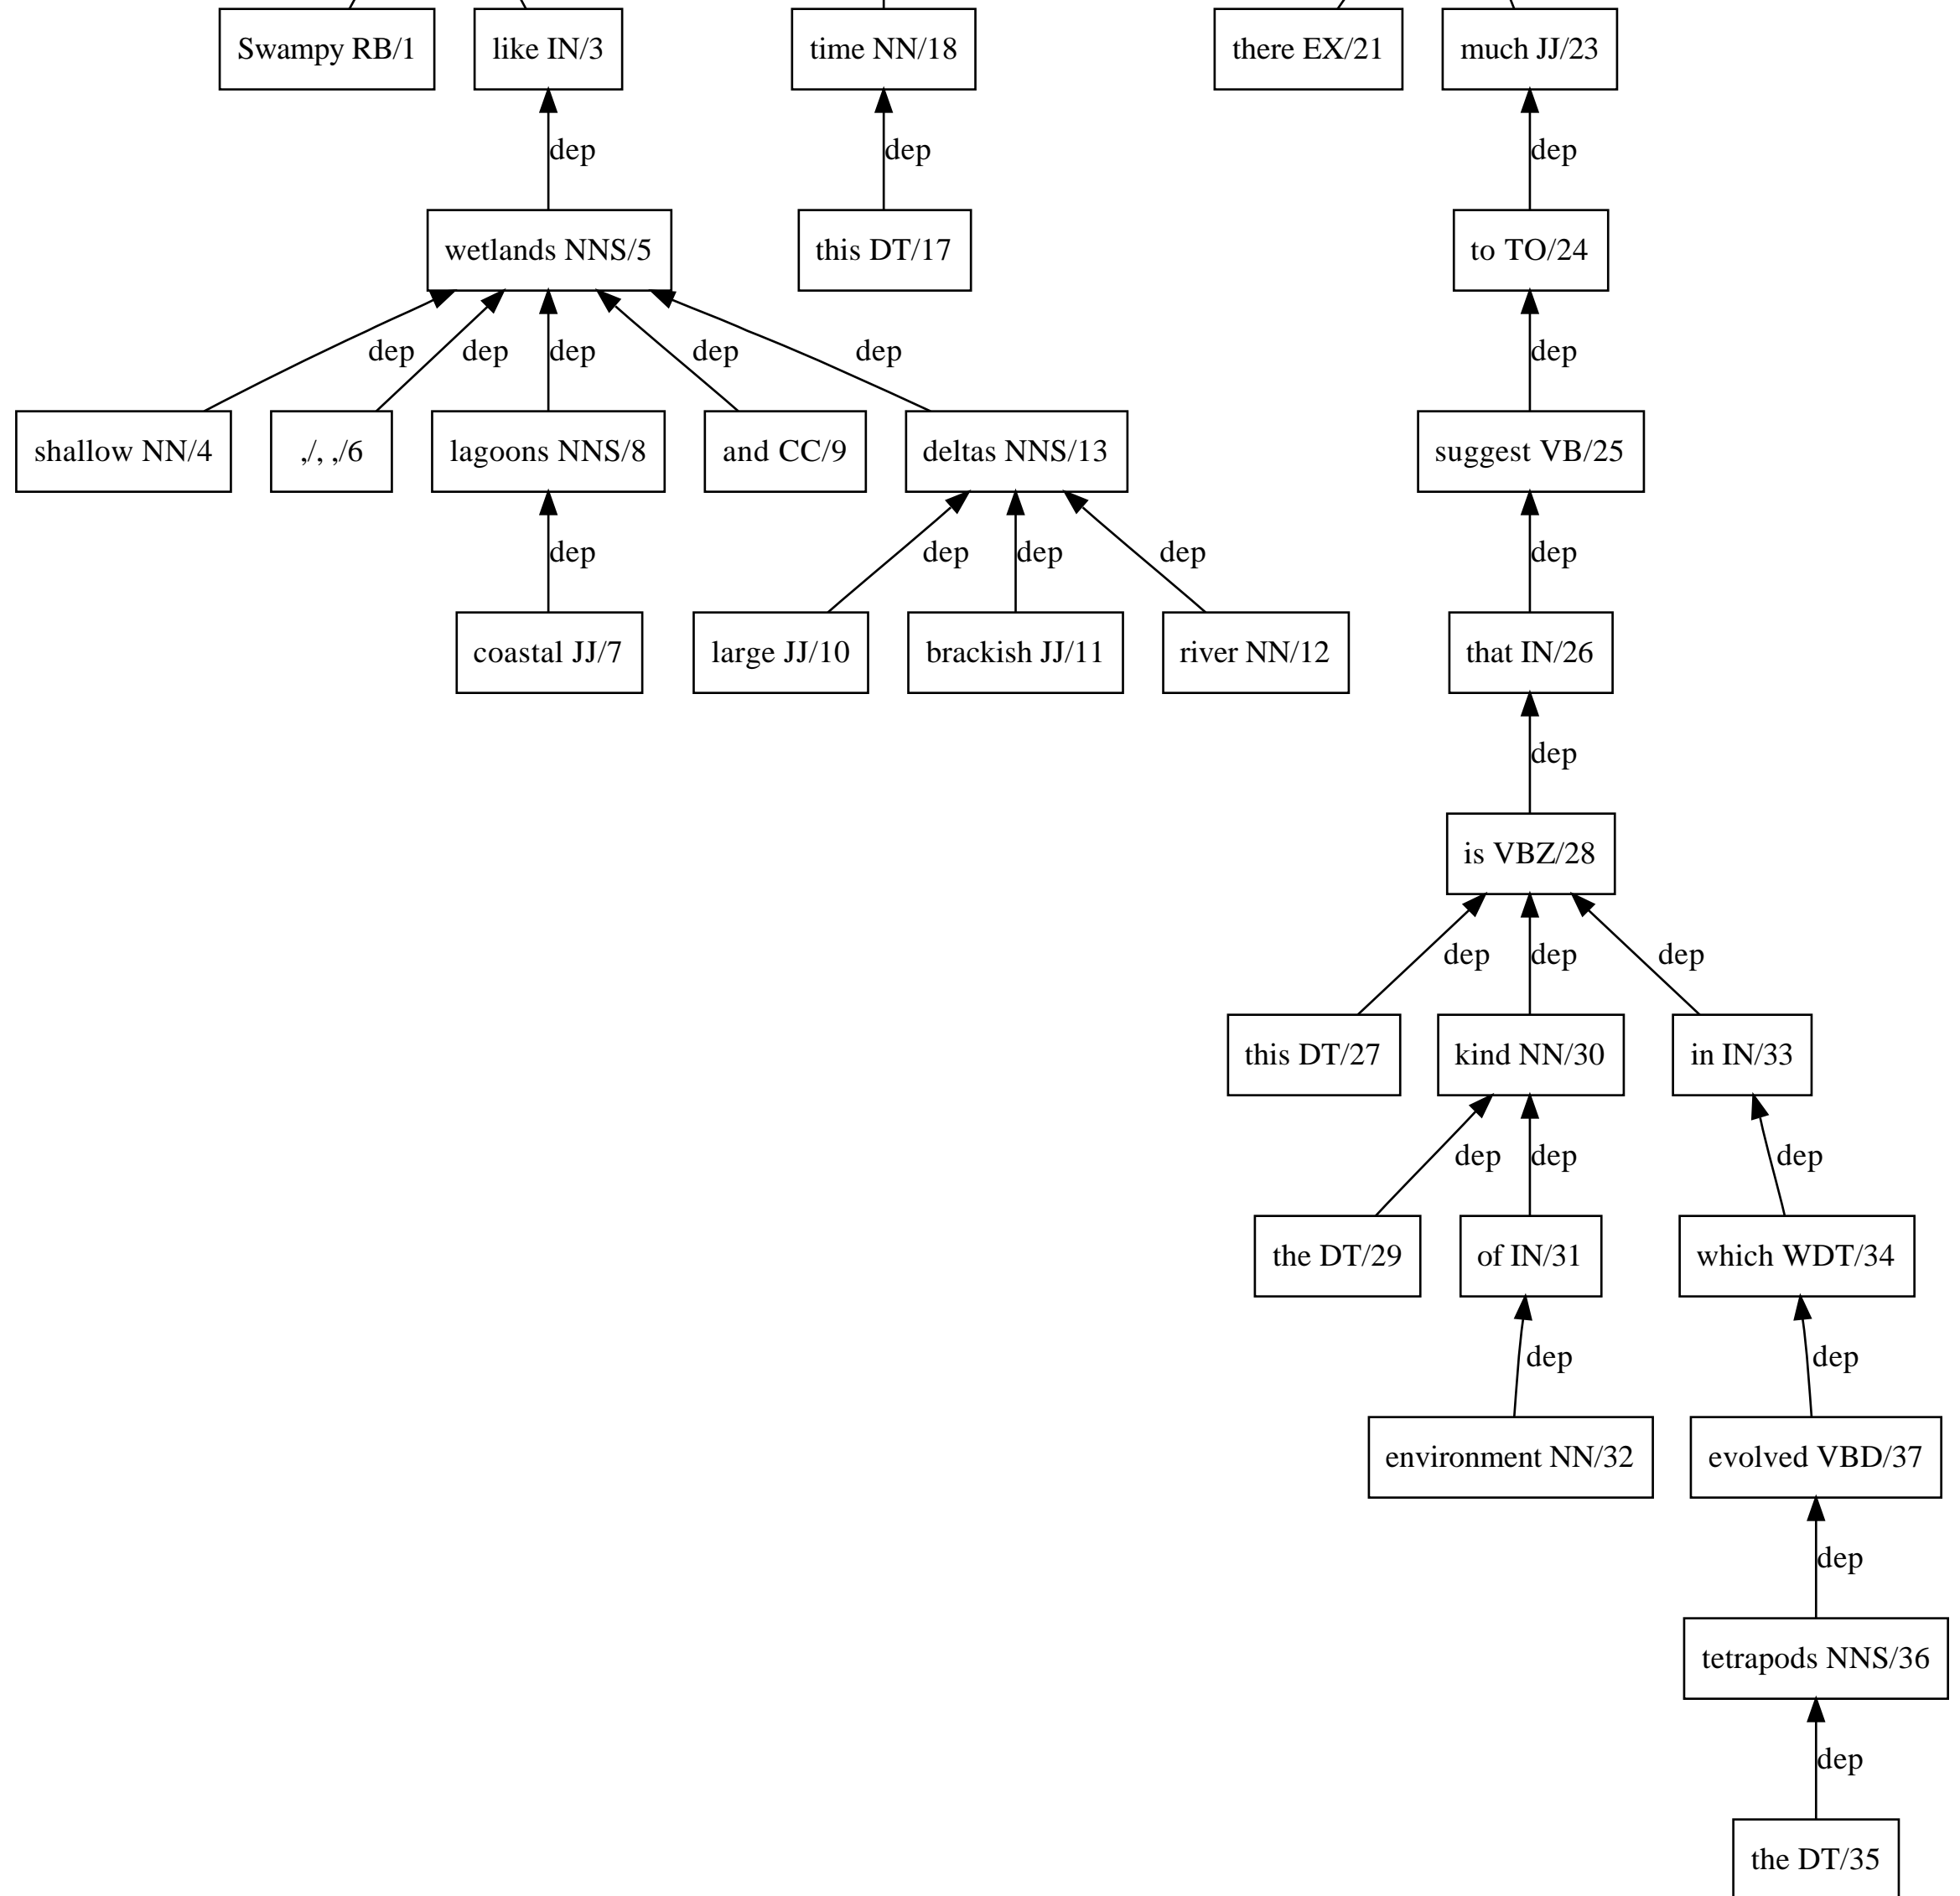 Swampy RB/1 like IN/3 time NN/18 there EX/21 much JJ/23
dep dep dep
wetlands NNS/5 this DT/17 to TO/24
dep dep dep dep dep dep
shallow NN/4 ,/, ,/6 lagoons NNS/8 and CC/9 deltas NNS/13 suggest VB/25
dep dep dep dep dep
coastal JJ/7 large JJ/10 brackish JJ/11 river NN/12 that IN/26
dep
is VBZ/28
dep dep dep
this DT/27 kind NN/30 in IN/33
dep dep dep
the DT/29 of IN/31 which WDT/34
dep dep
environment NN/32 evolved VBD/37
dep
tetrapods NNS/36
dep
the DT/35